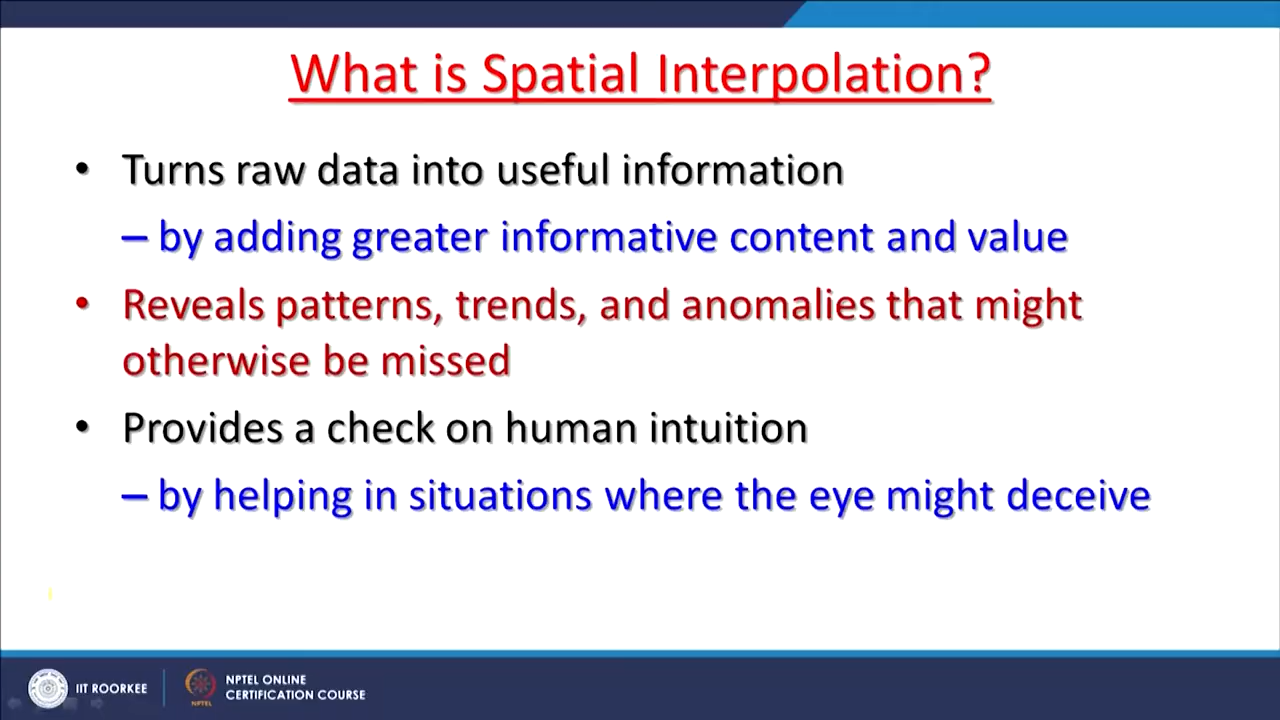 What is Spatial Interpolation?
• Turns raw data into useful information
– by adding greater informative content and value
• Reveals patterns, trends, and anomalies that might
otherwise be missed
• Provides a check on human intuition
– by helping in situations where the eye might deceive
IIT ROORKEE
NPTEL
NPTEL ONLINE
CERTIFICATION COURSE